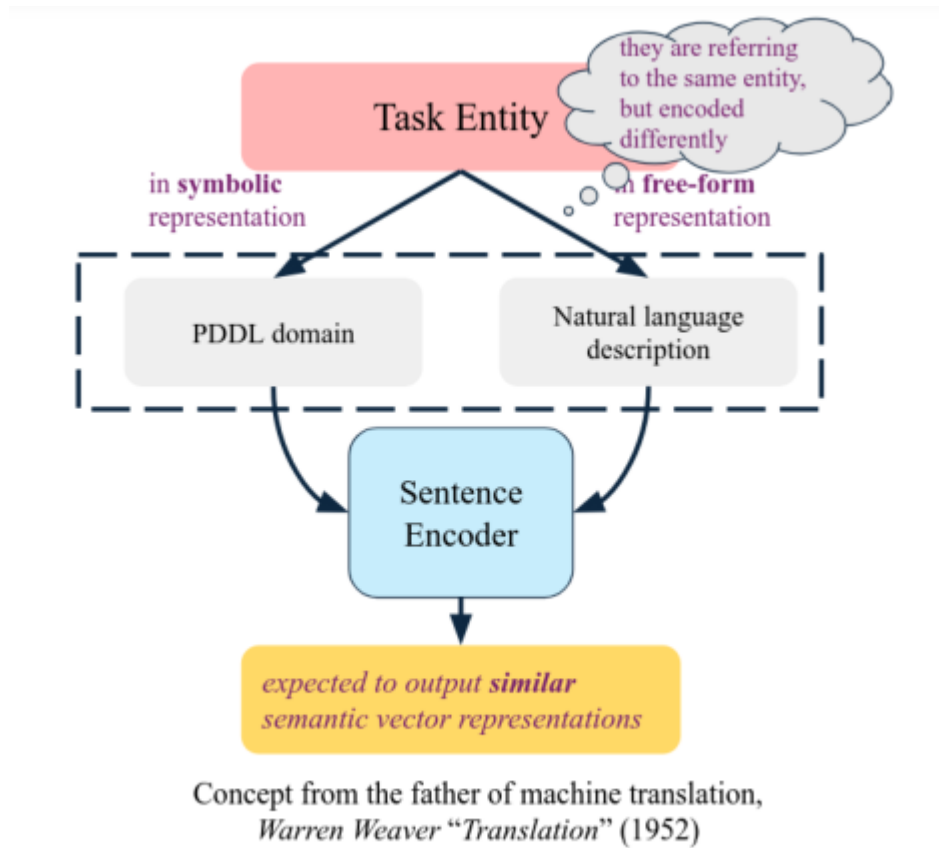 they are referring
to the same entity,
but encoded
differently
Task Entity
in symbolic
representation
in free-form
representation
PDDL domain
Natural language
description
Sentence
Encoder
expected to output similar
semantic vector representations
Concept from the father of machine translation,
Warren Weaver “Translation” (1952)